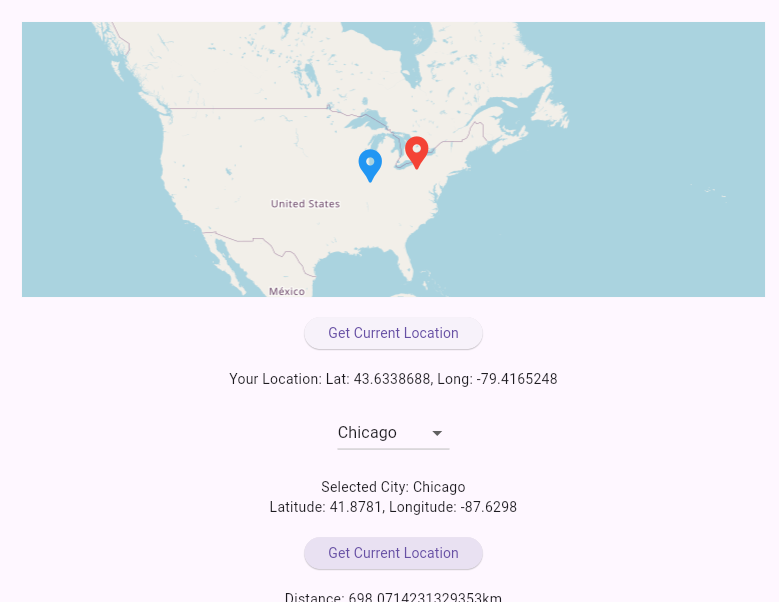 United States
México
Get Current Location
Your Location: Lat: 43.6338688, Long: -79.4165248
Chicago
Selected City: Chicago
Latitude: 41.8781, Longitude: -87.6298
Get Current Location
Distance: 698.0714231329353km